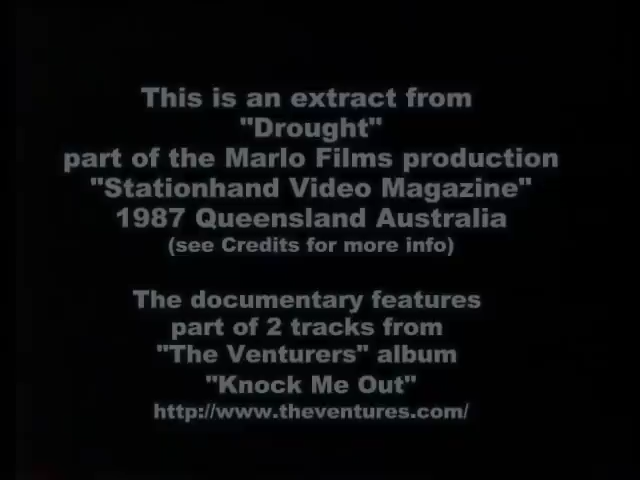 This is an extract from
"Drought"
part of the Marlo Films production
"Stationhand Video Magazine"
1987 Queensland Australia
(see Credits for more info)
The documentary features
part of 2 tracks from
"The Venturers" album
"Knock Me Out"
http://www.theventures.com/